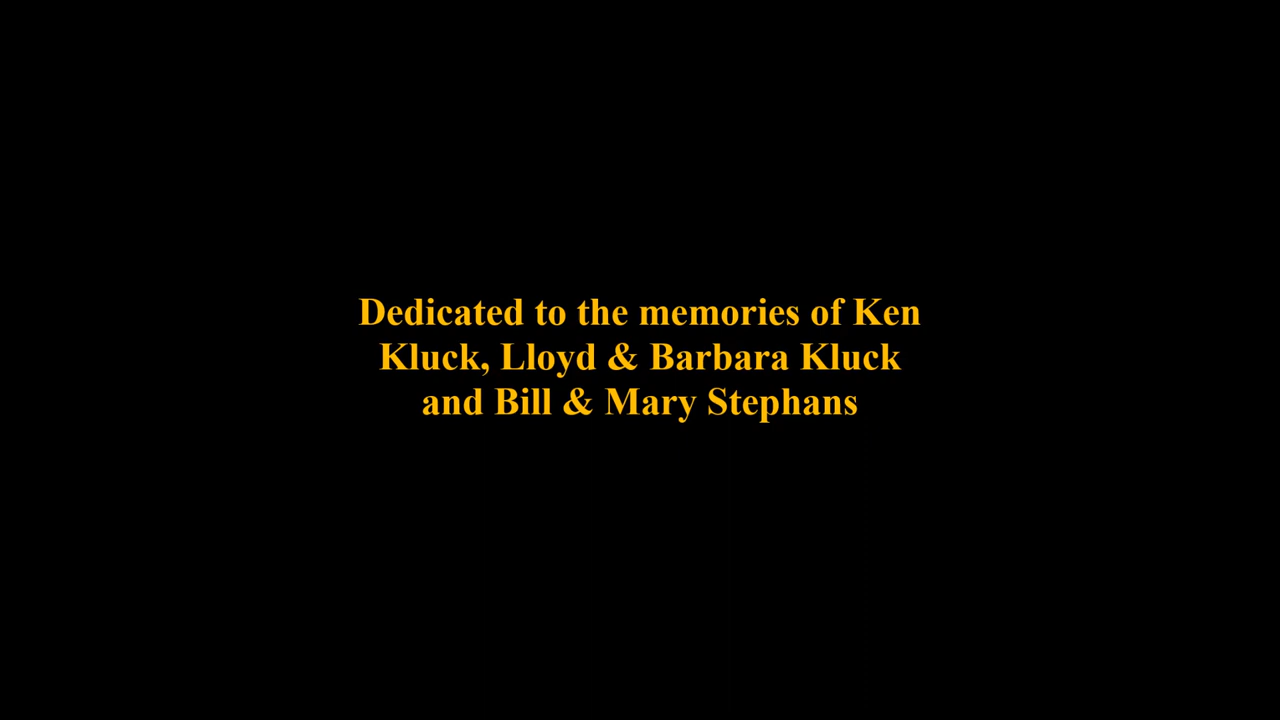 Dedicated to the memories of Ken
Kluck, Lloyd & Barbara Kluck
and Bill & Mary Stephans